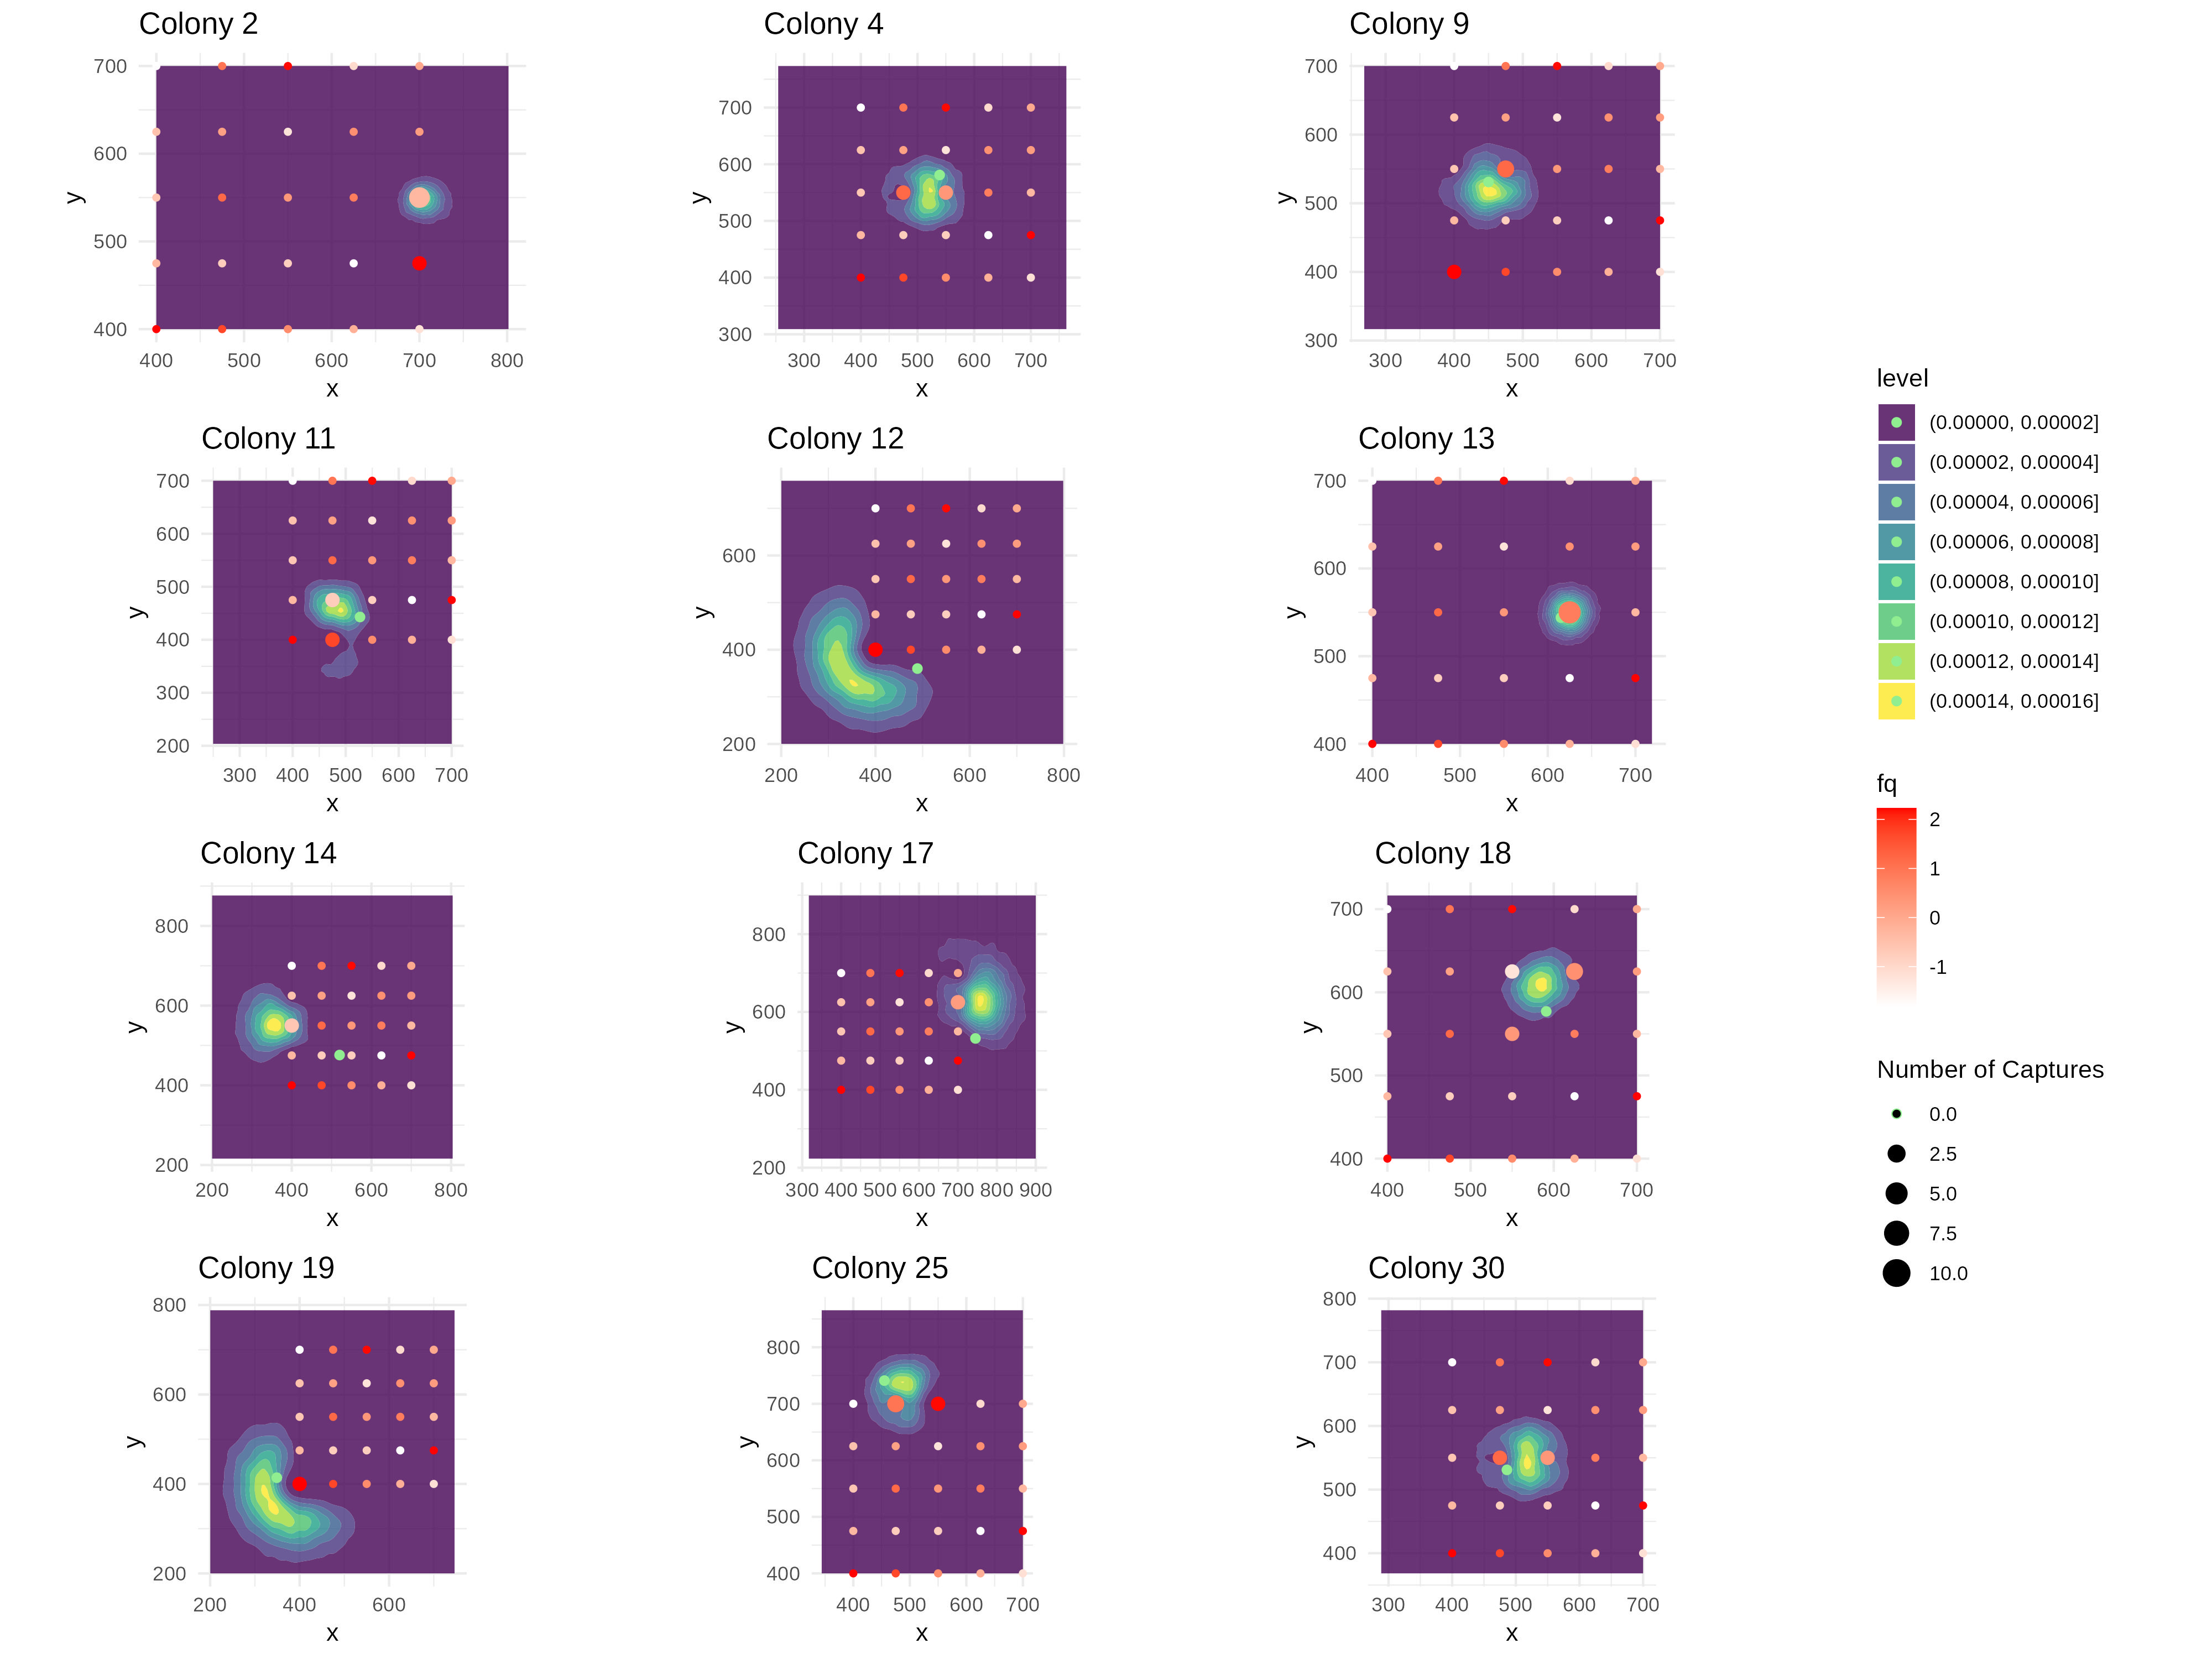 Colony 2
700
600
500
400
y
400 500 600 700 800
x
Colony 4
700
600
500
400
300
y
300 400 500 600 700
x
Colony 9
700
600
500
400
300
y
300 400 500 600 700
x
Colony 11
700
600
500
400
300
200
y
300 400 500 600 700
x
Colony 12
600
400
200
y
200 400 600 800
x
Colony 13
700
600
500
400
y
400 500 600 700
x
Colony 14
800
600
400
200
y
200 400 600 800
x
Colony 17
800
600
400
200
y
300 400 500 600 700 800 900
x
Colony 18
700
600
500
400
y
400 500 600 700
x
Colony 19
800
600
400
200
y
200 400 600
x
Colony 25
800
700
600
500
400
y
400 500 600 700
x
Colony 30
800
700
600
500
400
y
300 400 500 600 700
x
level
(0.00000, 0.00002]
(0.00002, 0.00004]
(0.00004, 0.00006]
(0.00006, 0.00008]
(0.00008, 0.00010]
(0.00010, 0.00012]
(0.00012, 0.00014]
(0.00014, 0.00016]
fq
2
1
0
-1
Number of Captures
0.0
2.5
5.0
7.5
10.0